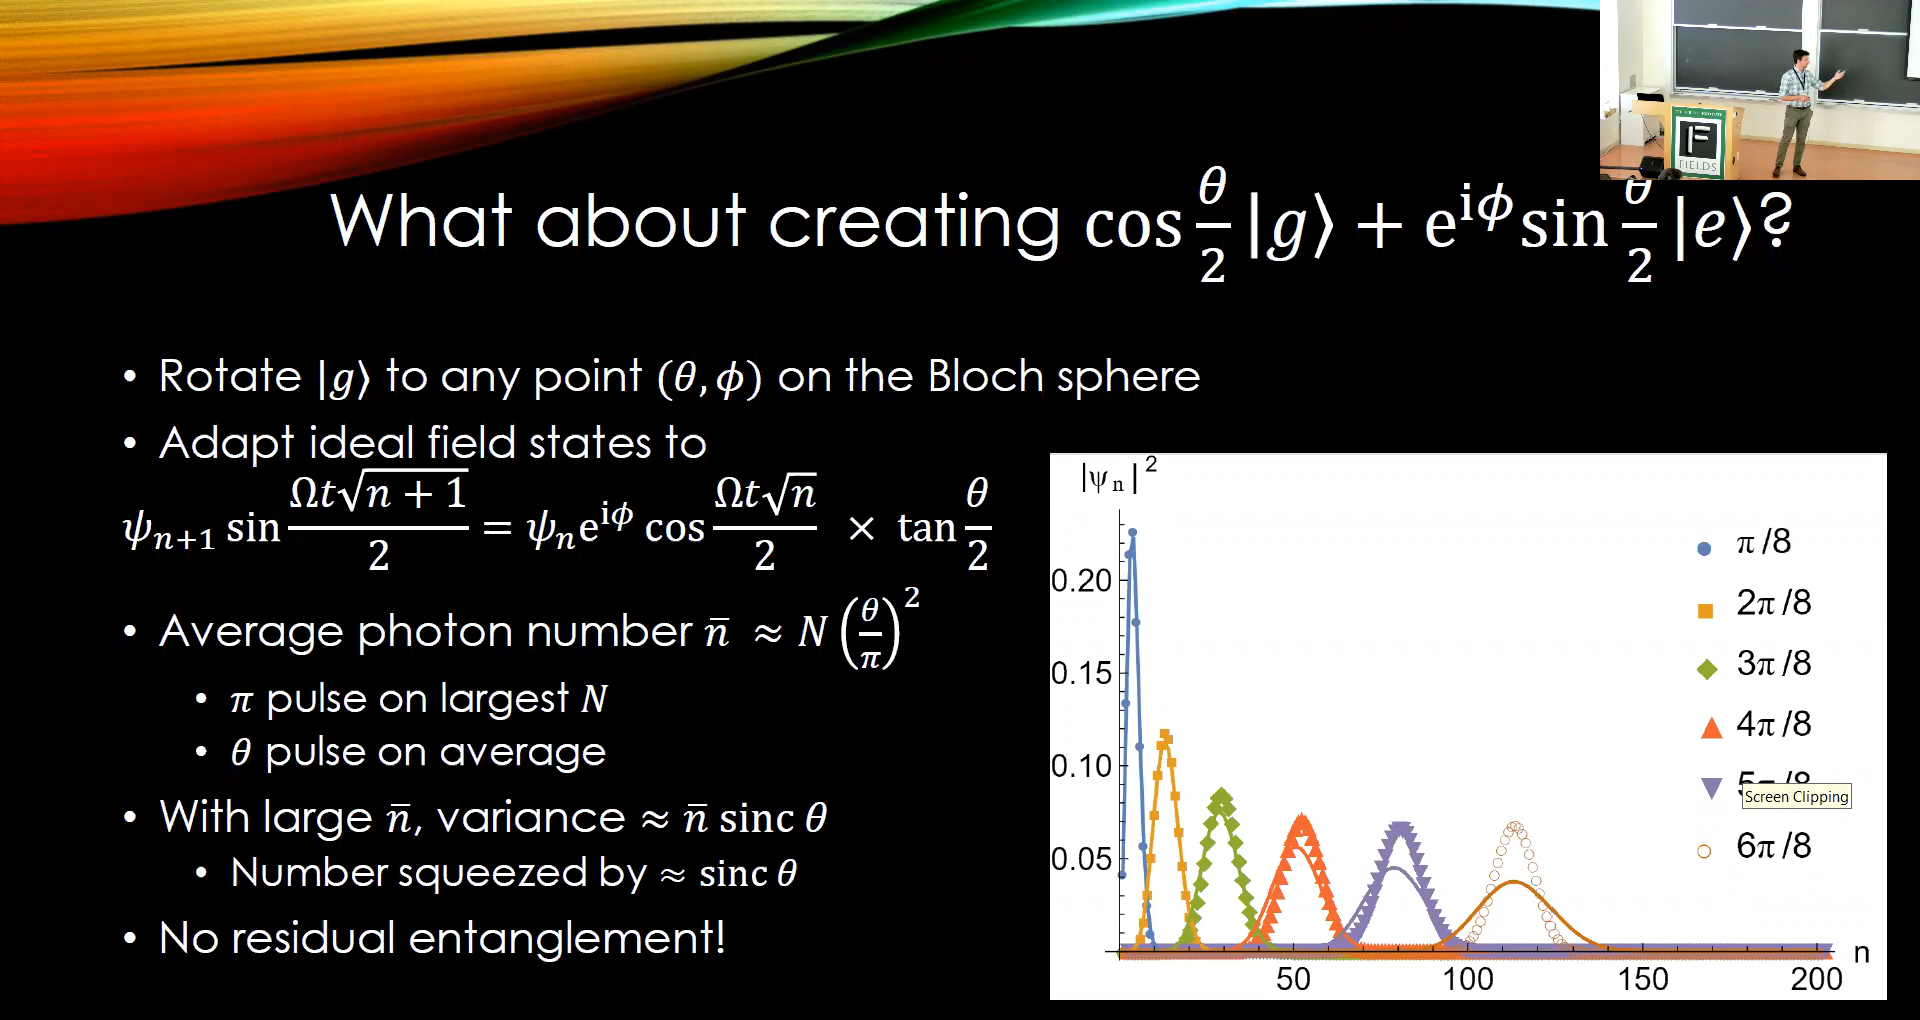 What about creating cos θ/2 |g⟩ + e^{iϕ} sin θ/2 |e⟩?
• Rotate |g⟩ to any point (θ, ϕ) on the Bloch sphere
• Adapt ideal field states to
ψ_{n+1} sin Ωt√(n + 1)/2 = ψ_n e^{iϕ} cos Ωt√n/2 × tan θ/2
• Average photon number n̄ ≈ N (θ/π)²
• π pulse on largest N
• θ pulse on average
• With large n̄, variance ≈ n̄ sinc θ
• Number squeezed by ≈ sinc θ
• No residual entanglement!
|ψ_n|²
0.20
0.15
0.10
0.05
50 100 150 200 n
π/8
2π/8
3π/8
4π/8
5π/8
Screen Clipping
6π/8
F
FIELDS